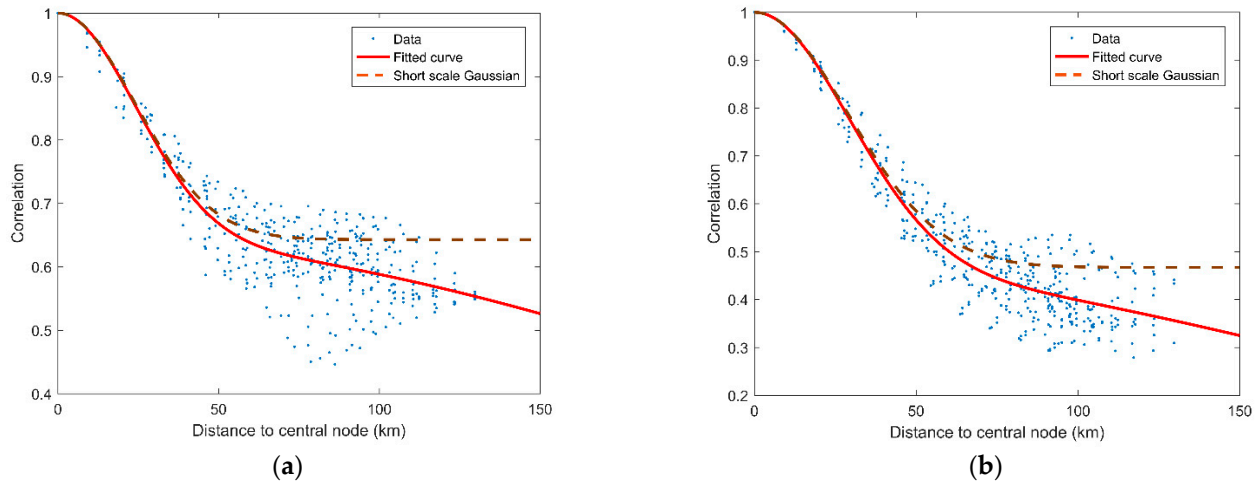 1
0.9
0.8
0.7
0.6
0.5
0.4
0
50
100
150
Correlation
Distance to central node (km)
Data
Fitted curve
Short scale Gaussian
(a)
1
0.9
0.8
0.7
0.6
0.5
0.4
0.3
0.2
0
50
100
150
Correlation
Distance to central node (km)
Data
Fitted curve
Short scale Gaussian
(b)